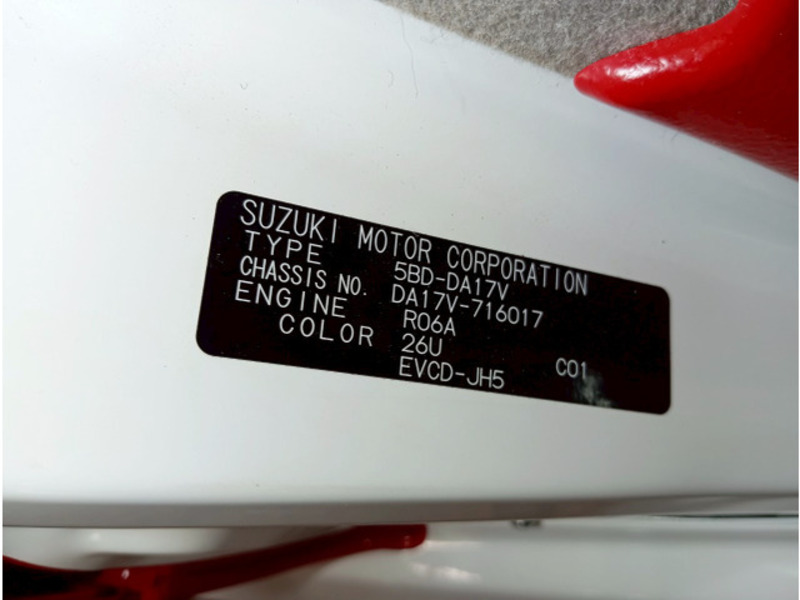 SUZUKI MOTOR CORPORATION
TYPE 5BD-DA17V
CHASSIS NO. DA17V-716017
ENGINE R06A
COLOR 26U C01
EVCD-JH5